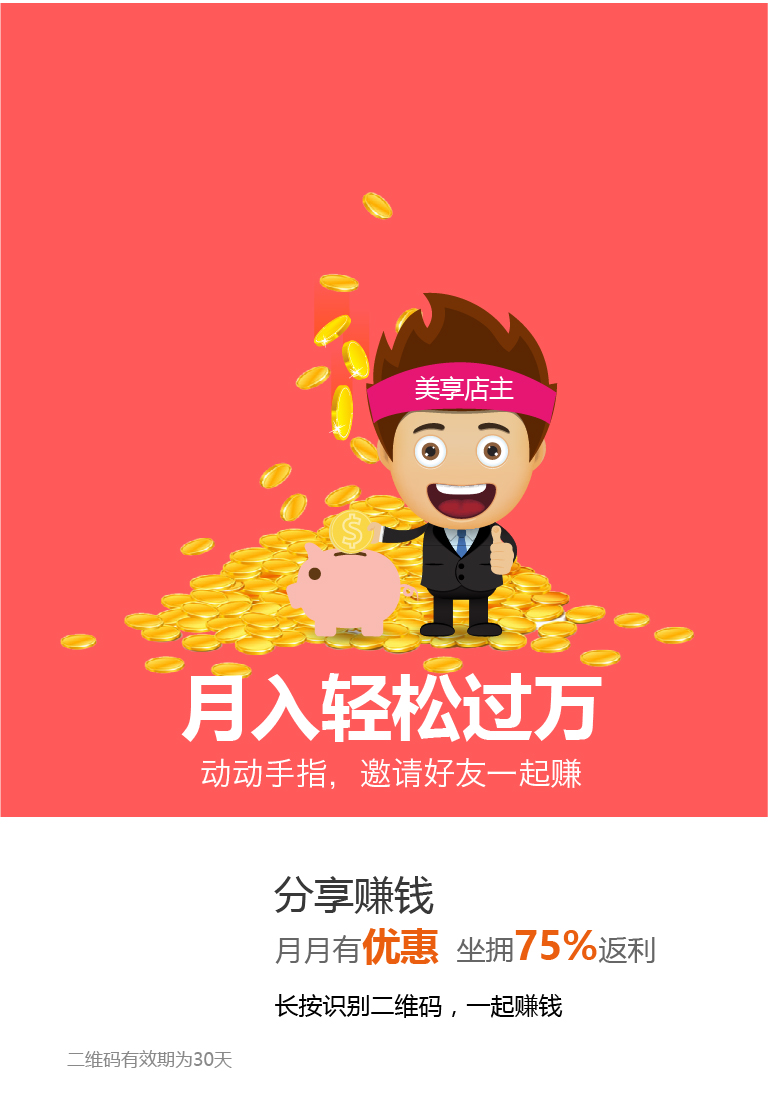 美享店主
$
月入轻松过万
动动手指，邀请好友一起赚
分享赚钱
月月有优惠 坐拥75%返利
长按识别二维码，一起赚钱
二维码有效期为30天